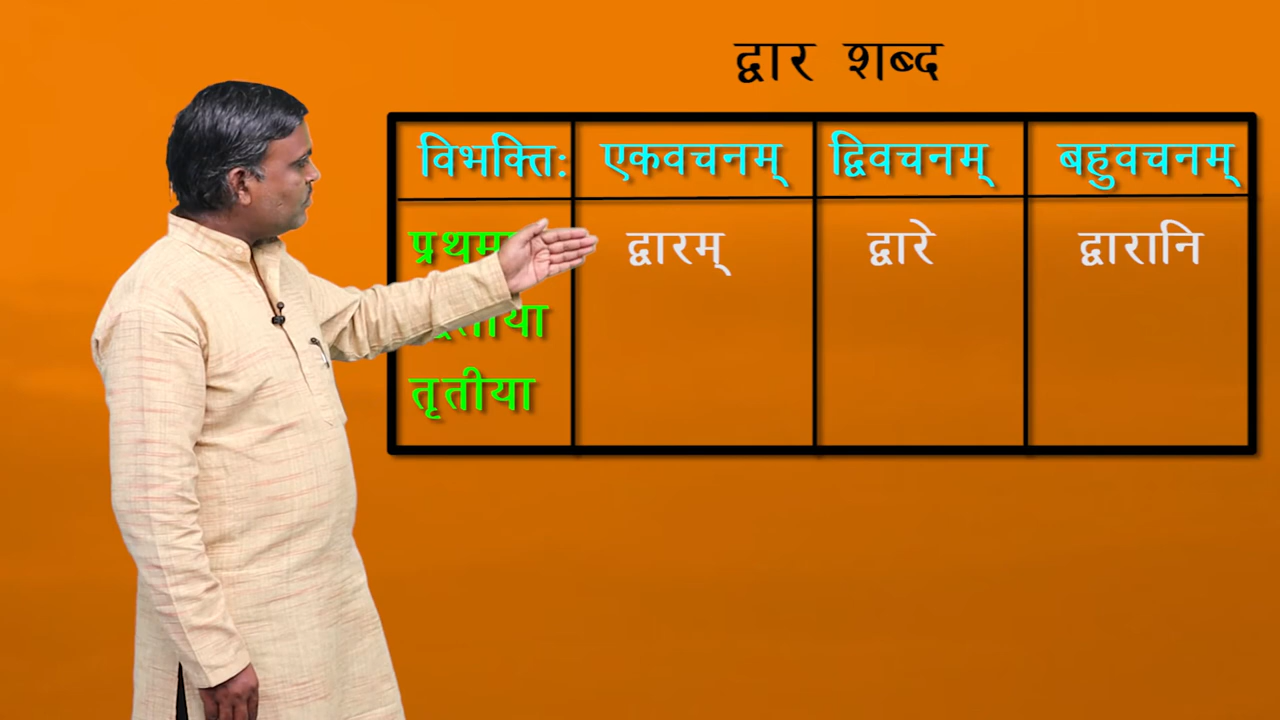 द्वार शब्द
विभक्ति: एकवचनम् द्विवचनम् बहुवचनम्
द्वारम् द्वारे द्वारानि
तृतीया